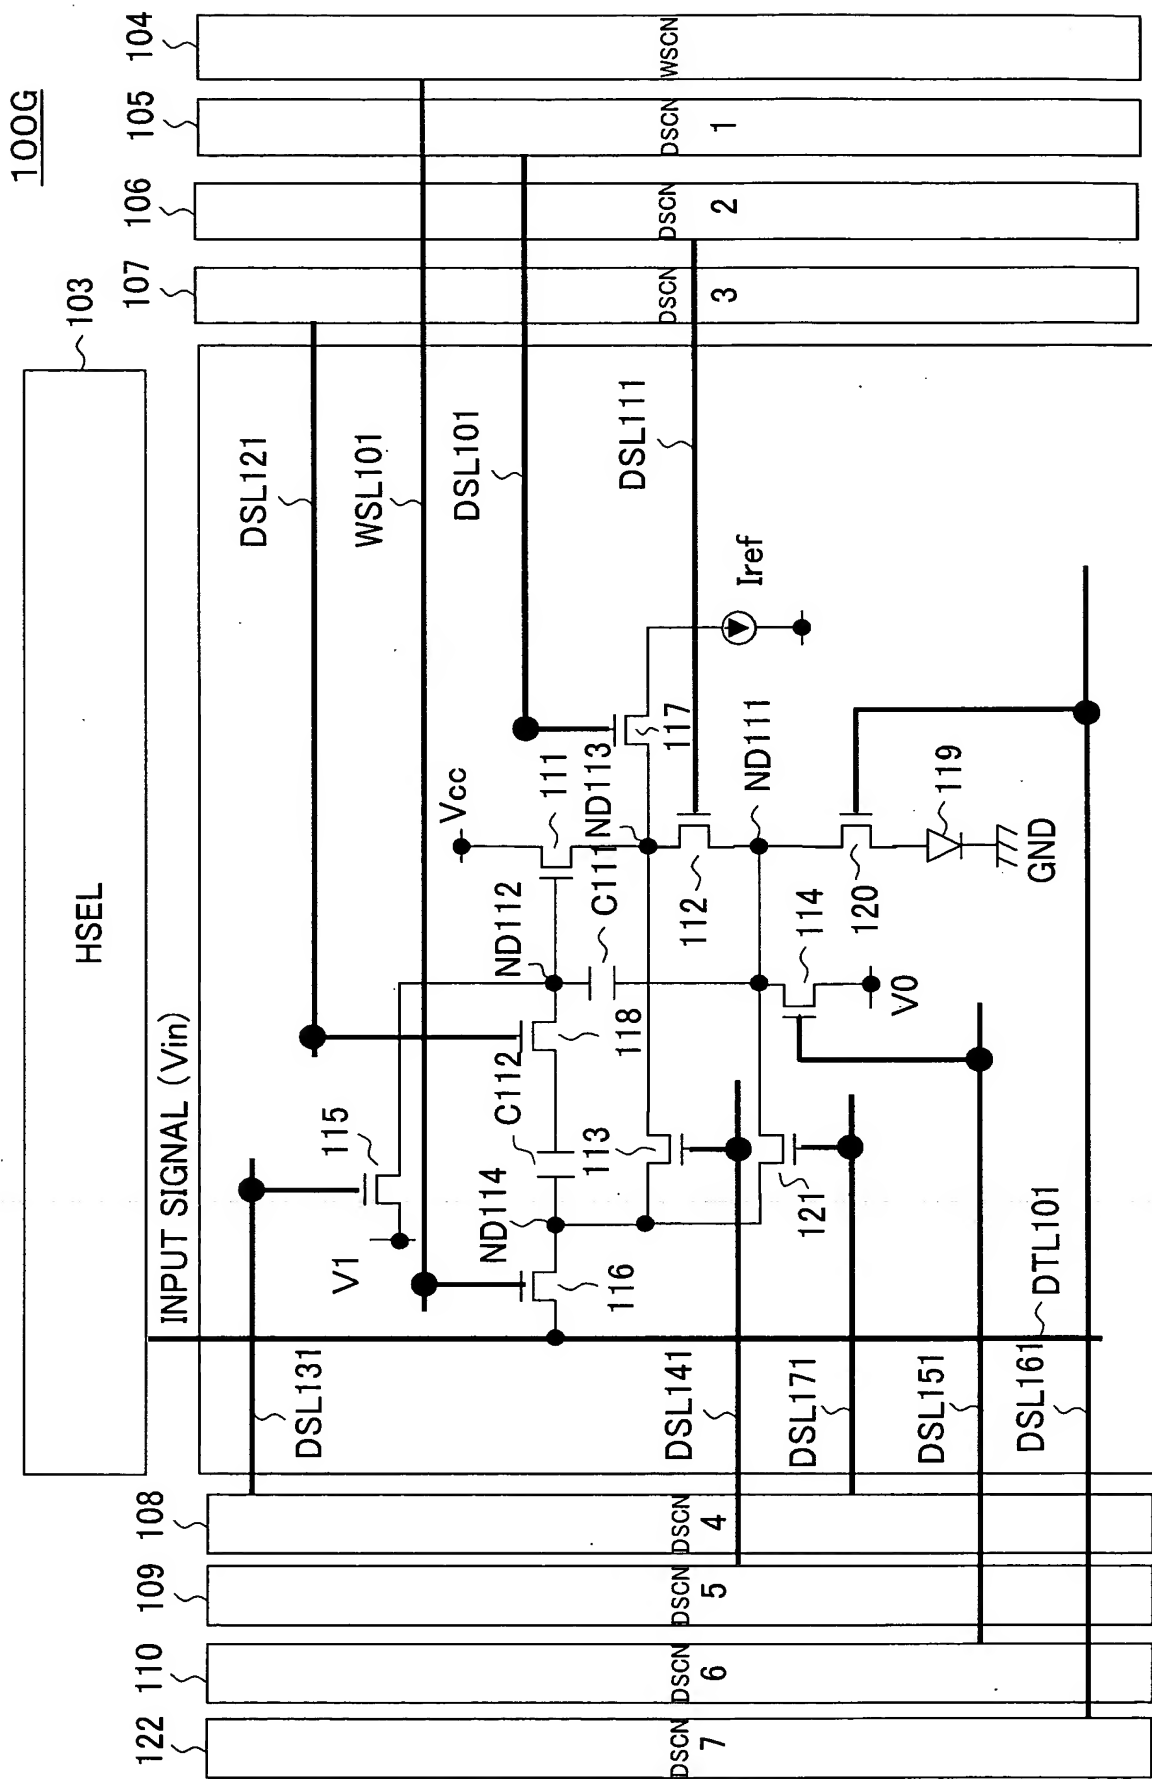 100G
HSEL
103
INPUT SIGNAL (Vin)
122
110
109
108
107
106
105
104
DSCN
7
DSCN
6
DSCN
5
DSCN
4
DSCN
3
DSCN
2
DSCN
1
WSCN
DSL131
V1
115
DSL121
WSL101
DSL101
ND114
C112
118
ND112
111
Vcc
116
113
C111
ND113
117
DSL111
Iref
DSL141
121
112
ND111
DSL171
114
120
119
V0
GND
DSL151
DSL161
DTL101